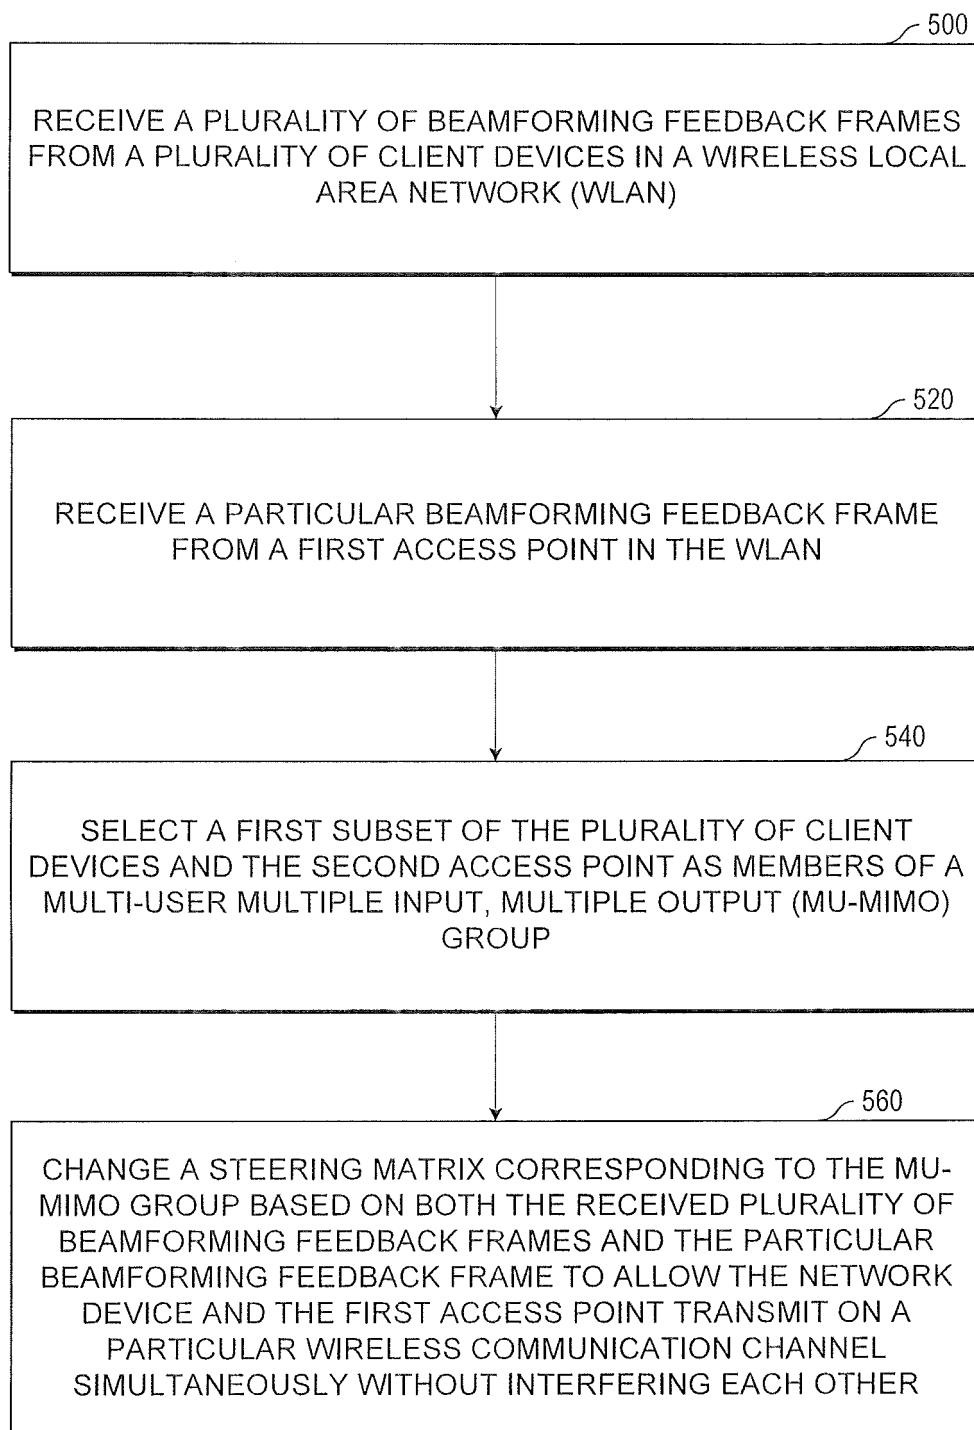 500
RECEIVE A PLURALITY OF BEAMFORMING FEEDBACK FRAMES
FROM A PLURALITY OF CLIENT DEVICES IN A WIRELESS LOCAL
AREA NETWORK (WLAN)
520
RECEIVE A PARTICULAR BEAMFORMING FEEDBACK FRAME
FROM A FIRST ACCESS POINT IN THE WLAN
540
SELECT A FIRST SUBSET OF THE PLURALITY OF CLIENT
DEVICES AND THE SECOND ACCESS POINT AS MEMBERS OF A
MULTI-USER MULTIPLE INPUT, MULTIPLE OUTPUT (MU-MIMO)
GROUP
560
CHANGE A STEERING MATRIX CORRESPONDING TO THE MU-
MIMO GROUP BASED ON BOTH THE RECEIVED PLURALITY OF
BEAMFORMING FEEDBACK FRAMES AND THE PARTICULAR
BEAMFORMING FEEDBACK FRAME TO ALLOW THE NETWORK
DEVICE AND THE FIRST ACCESS POINT TRANSMIT ON A
PARTICULAR WIRELESS COMMUNICATION CHANNEL
SIMULTANEOUSLY WITHOUT INTERFERING EACH OTHER